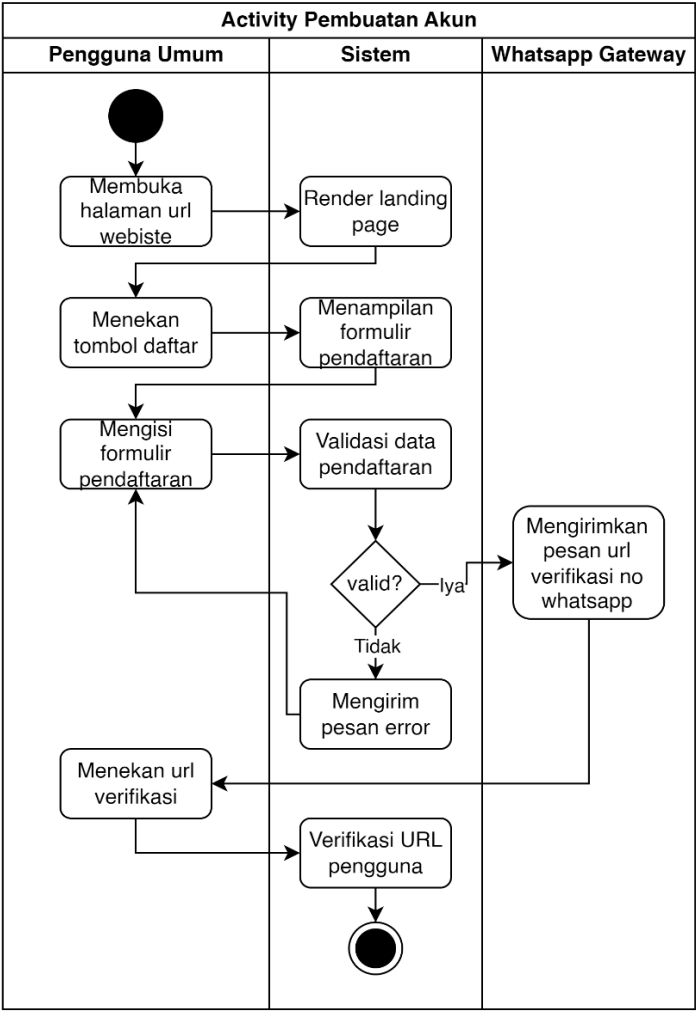 Activity Pembuatan Akun
Pengguna Umum
Sistem
Whatsapp Gateway
Membuka
halaman url
webiste
Render landing
page
Menekan
tombol daftar
Menampilan
formulir
pendaftaran
Mengisi
formulir
pendaftaran
Validasi data
pendaftaran
valid?
Iya
Mengirimkan
pesan url
verifikasi no
whatsapp
Tidak
Mengirim
pesan error
Menekan url
verifikasi
Verifikasi URL
pengguna